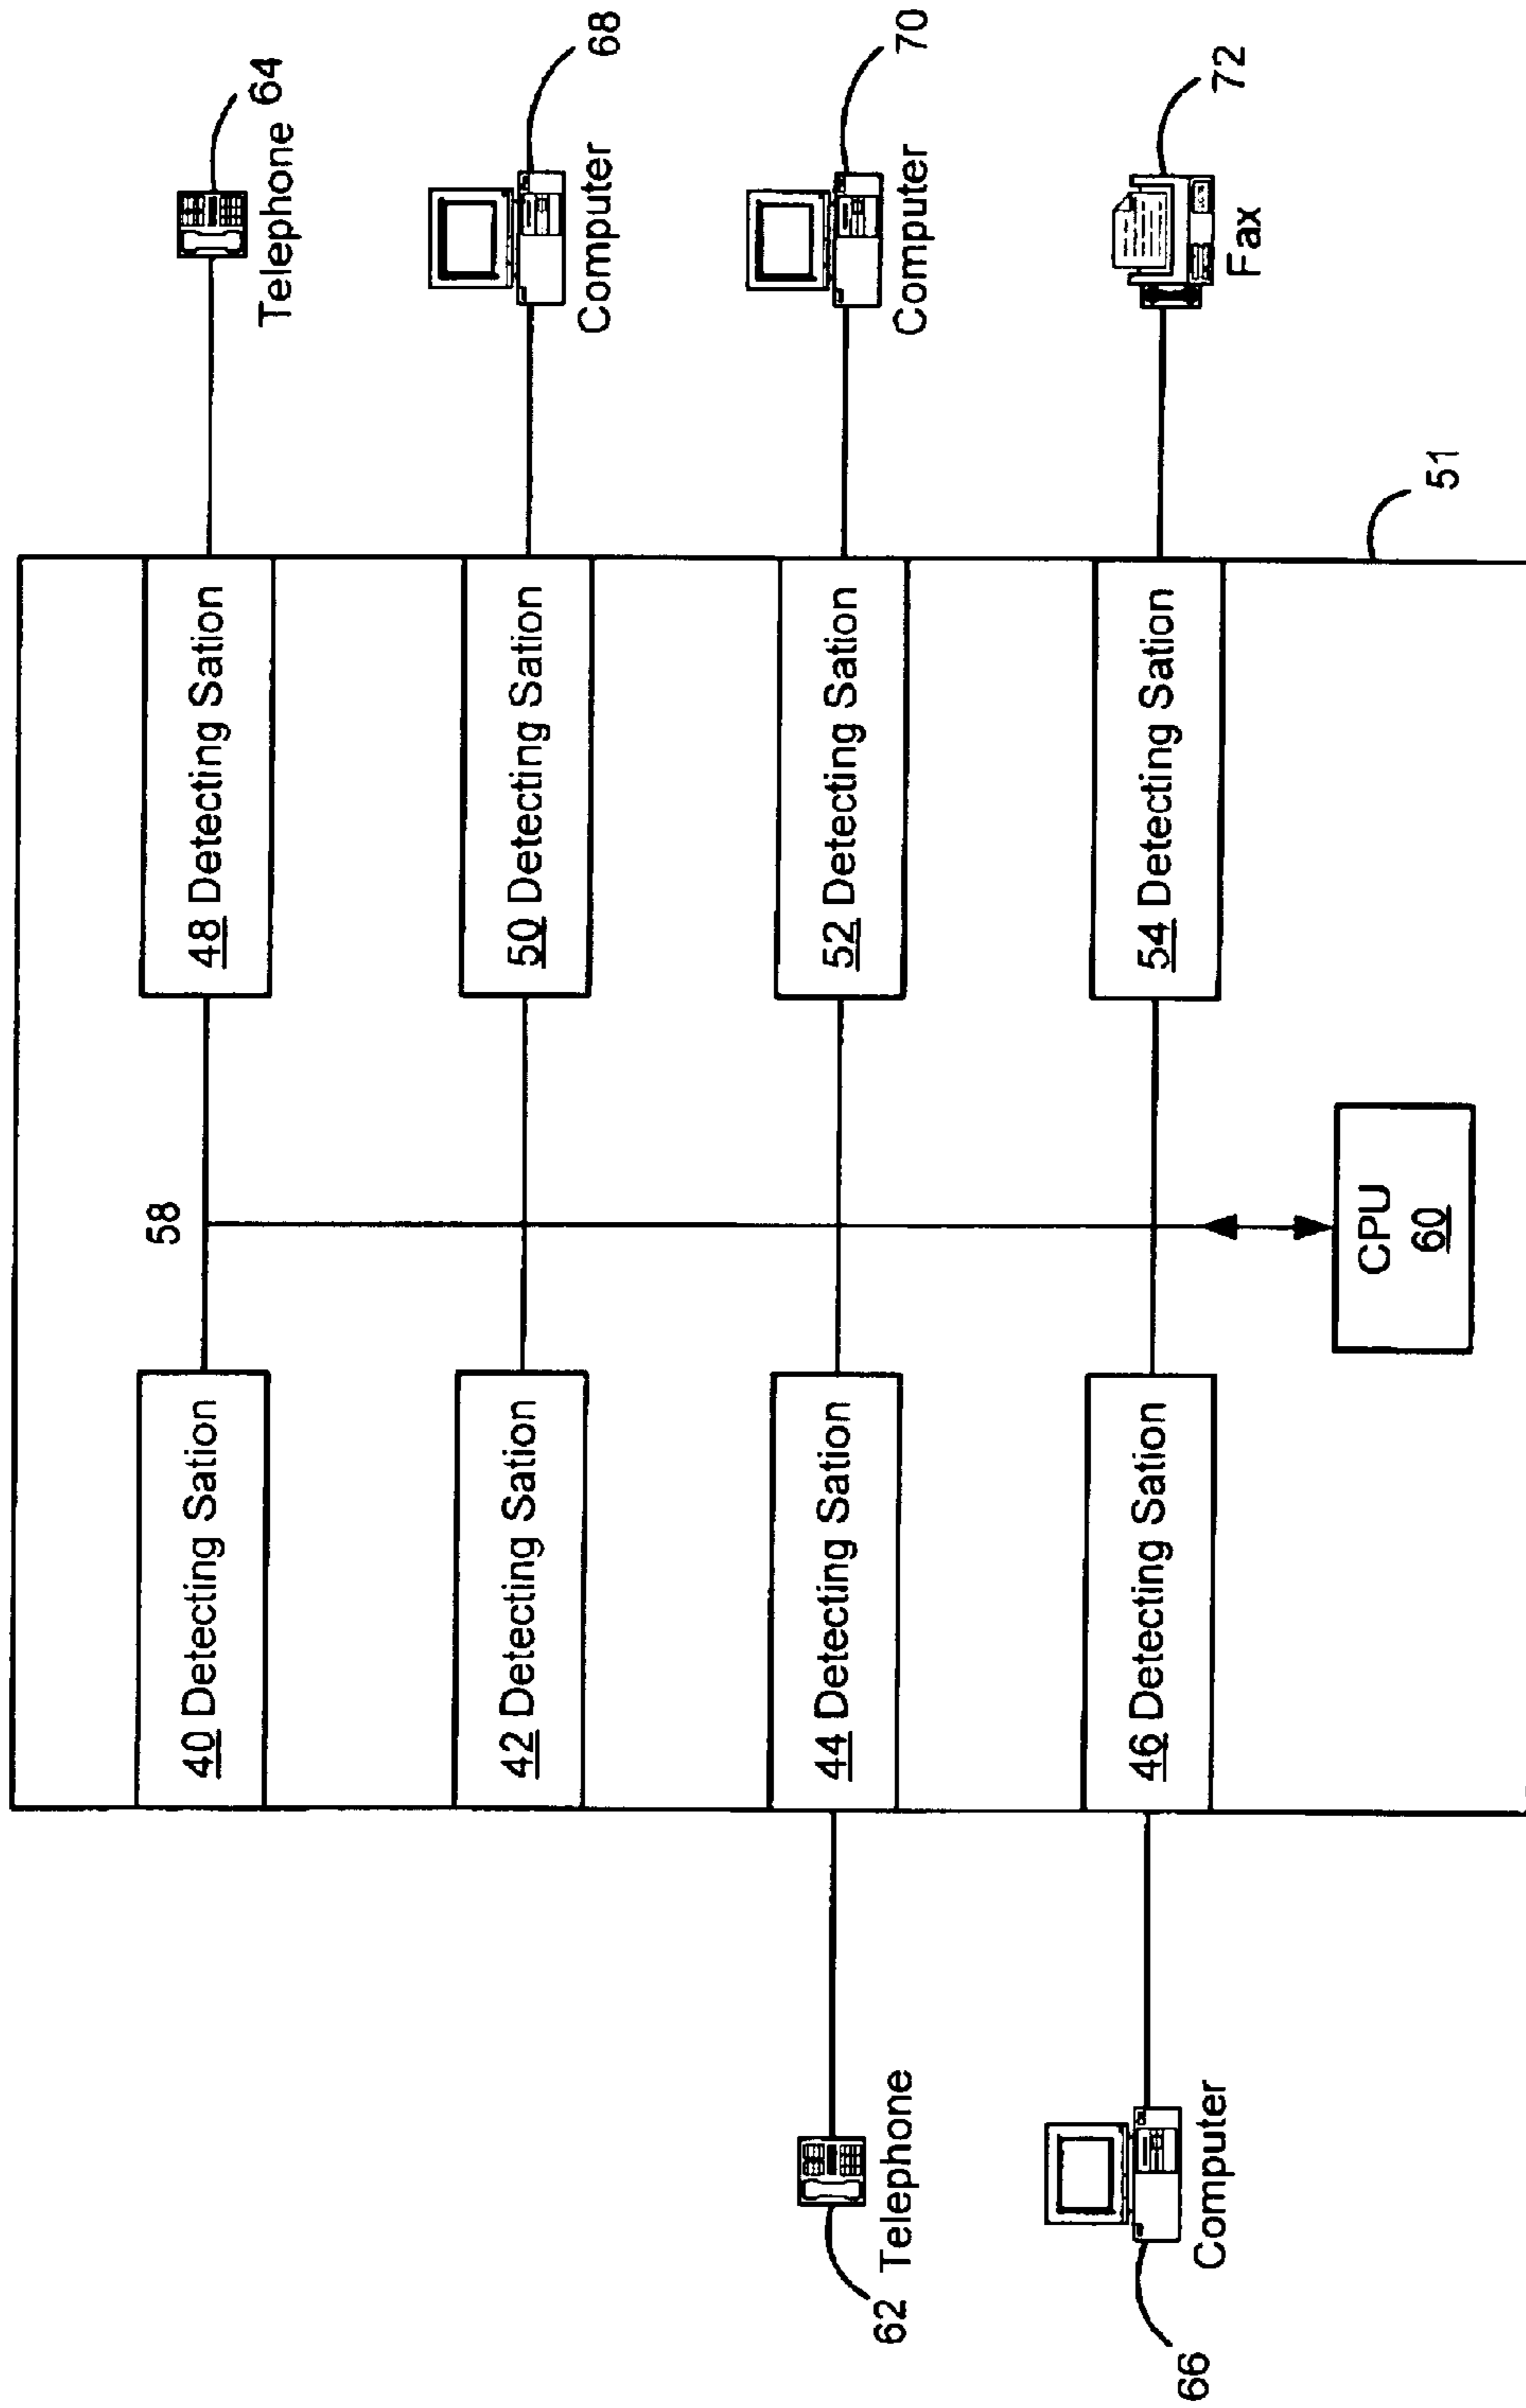 58
40 Detecting Sation
48 Detecting Sation
Telephone 64
42 Detecting Sation
50 Detecting Sation
68
Computer
44 Detecting Sation
52 Detecting Sation
62 Telephone
70
Computer
46 Detecting Sation
54 Detecting Sation
66
Computer
72
Fax
CPU
60
51